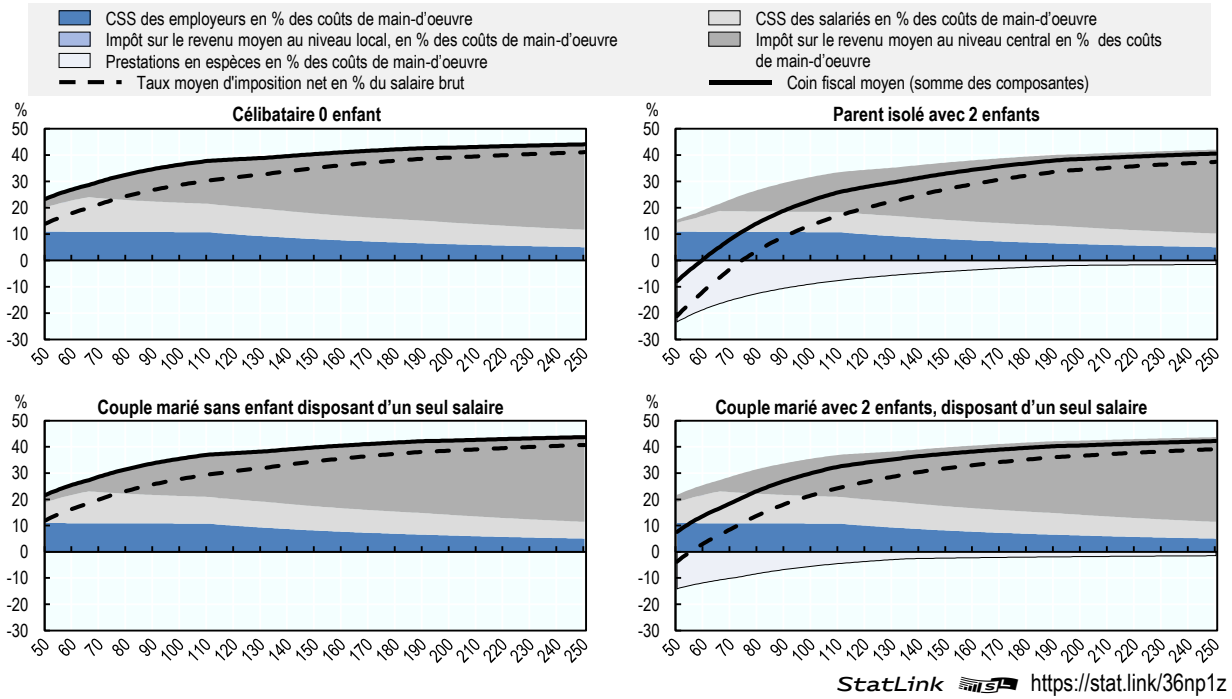 CSS des employeurs en % des coûts de main-d'oeuvre
CSS des salariés en % des coûts de main-d'oeuvre
Impôt sur le revenu moyen au niveau local, en % des coûts de main-d'oeuvre
Impôt sur le revenu moyen au niveau central en % des coûts
de main-d'oeuvre
Prestations en espèces en % des coûts de main-d'oeuvre
Taux moyen d'imposition net en % du salaire brut
Coin fiscal moyen (somme des composantes)
%
Célibataire 0 enfant
50
40
30
20
10
0
-10
-20
-30
50 60 70 80 90 100 110 120 130 140 150 160 170 180 190 200 210 220 230 240 250
%
Parent isolé avec 2 enfants
50
40
30
20
10
0
-10
-20
-30
50 60 70 80 90 100 110 120 130 140 150 160 170 180 190 200 210 220 230 240 250
%
Couple marié sans enfant disposant d'un seul salaire
50
40
30
20
10
0
-10
-20
-30
50 60 70 80 90 100 110 120 130 140 150 160 170 180 190 200 210 220 230 240 250
%
Couple marié avec 2 enfants, disposant d'un seul salaire
50
40
30
20
10
0
-10
-20
-30
50 60 70 80 90 100 110 120 130 140 150 160 170 180 190 200 210 220 230 240 250
StatLink https://stat.link/36np1z